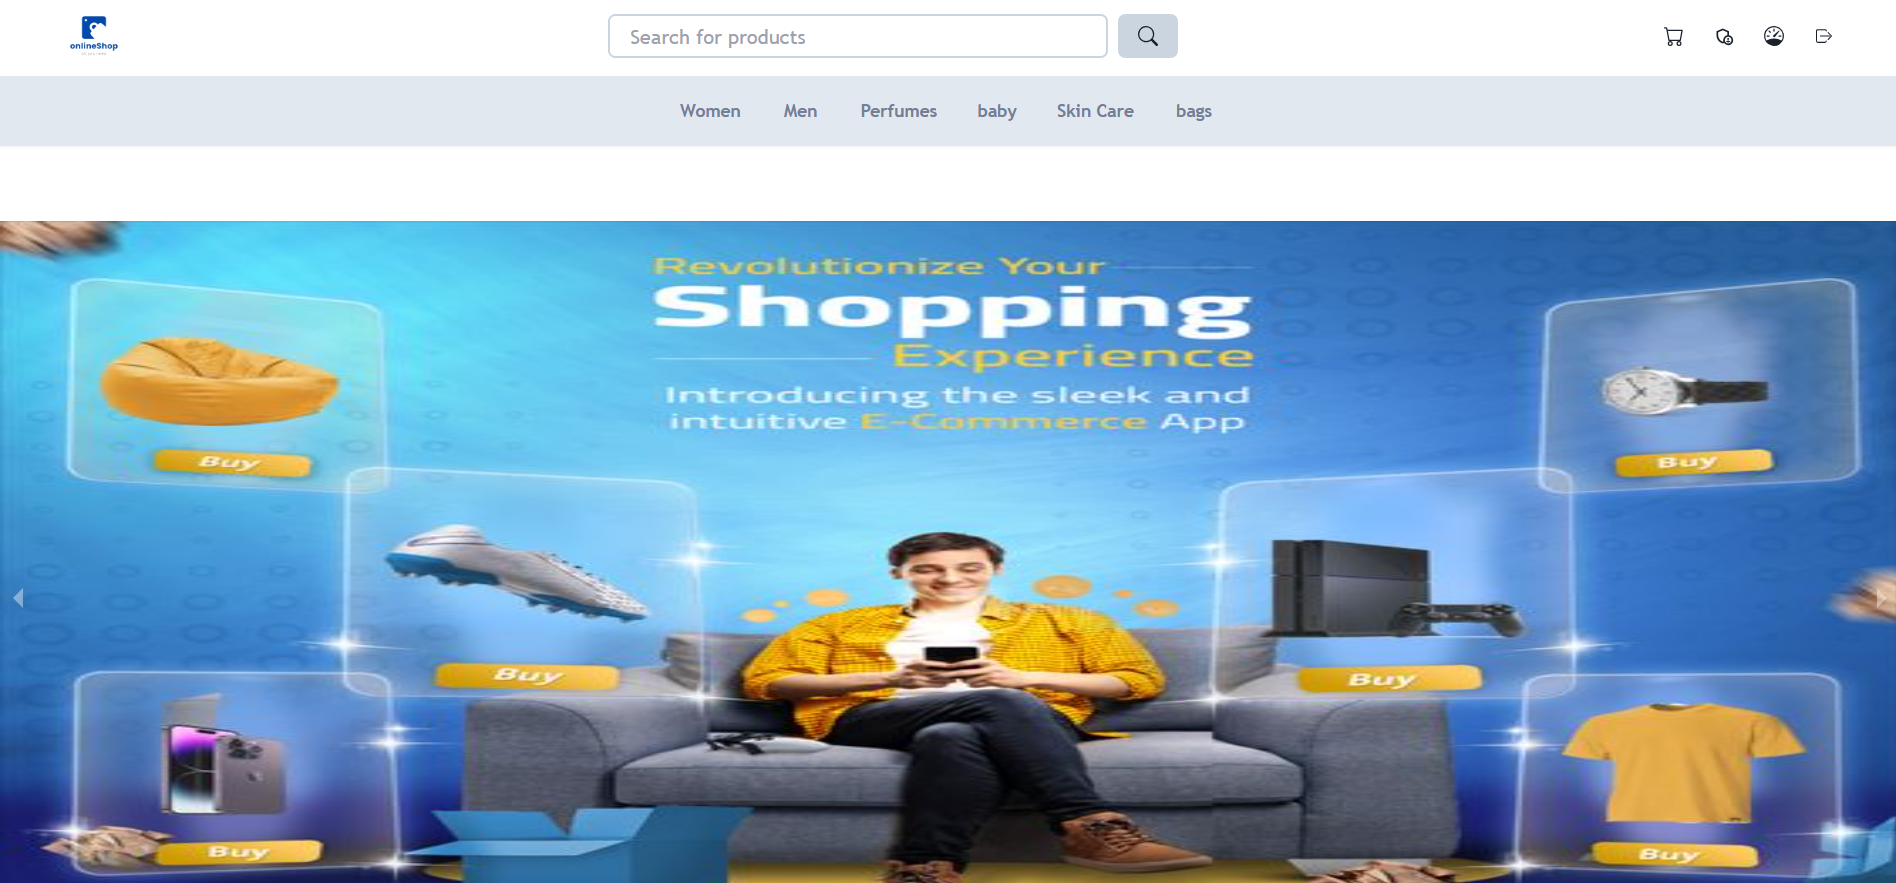 onlineShop
Search for products
Women Men Perfumes baby Skin Care bags
Revolutionize Your
Shopping
Experience
Introducing the sleek and
intuitive E-Commerce App
Buy
Buy
Buy
Buy
Buy
Buy